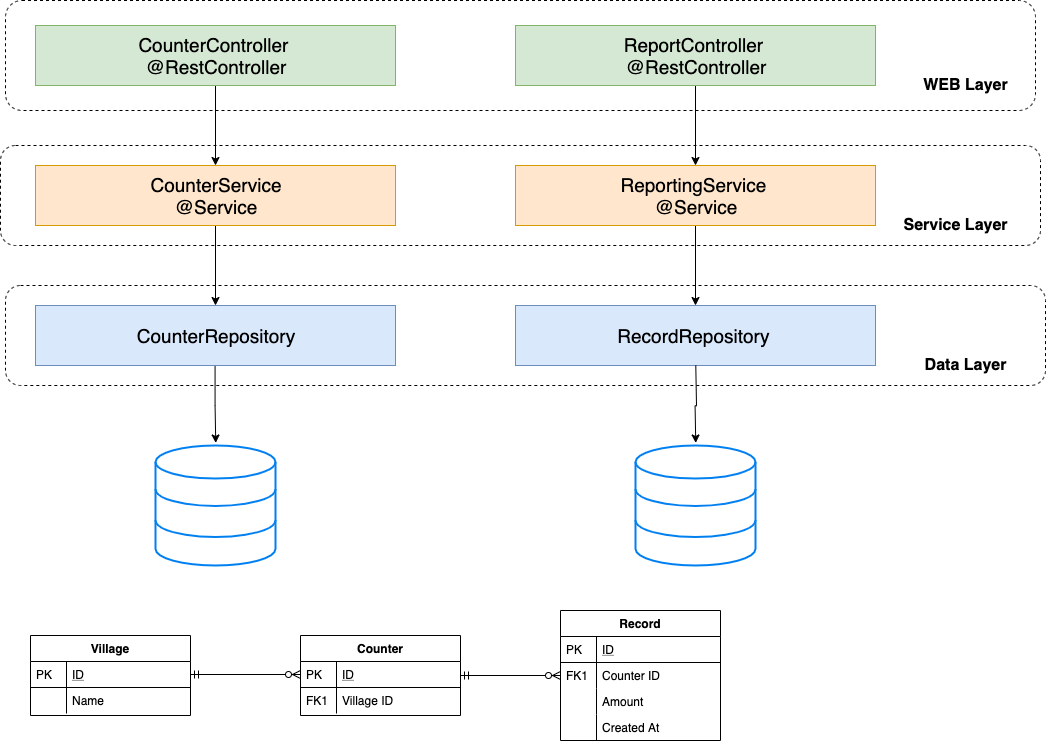 CounterController
@RestController
ReportController
@RestController
WEB Layer
CounterService
@Service
ReportingService
@Service
Service Layer
CounterRepository
RecordRepository
Data Layer
Village
PK ID
Name
Counter
PK ID
FK1 Village ID
Record
PK ID
FK1 Counter ID
Amount
Created At